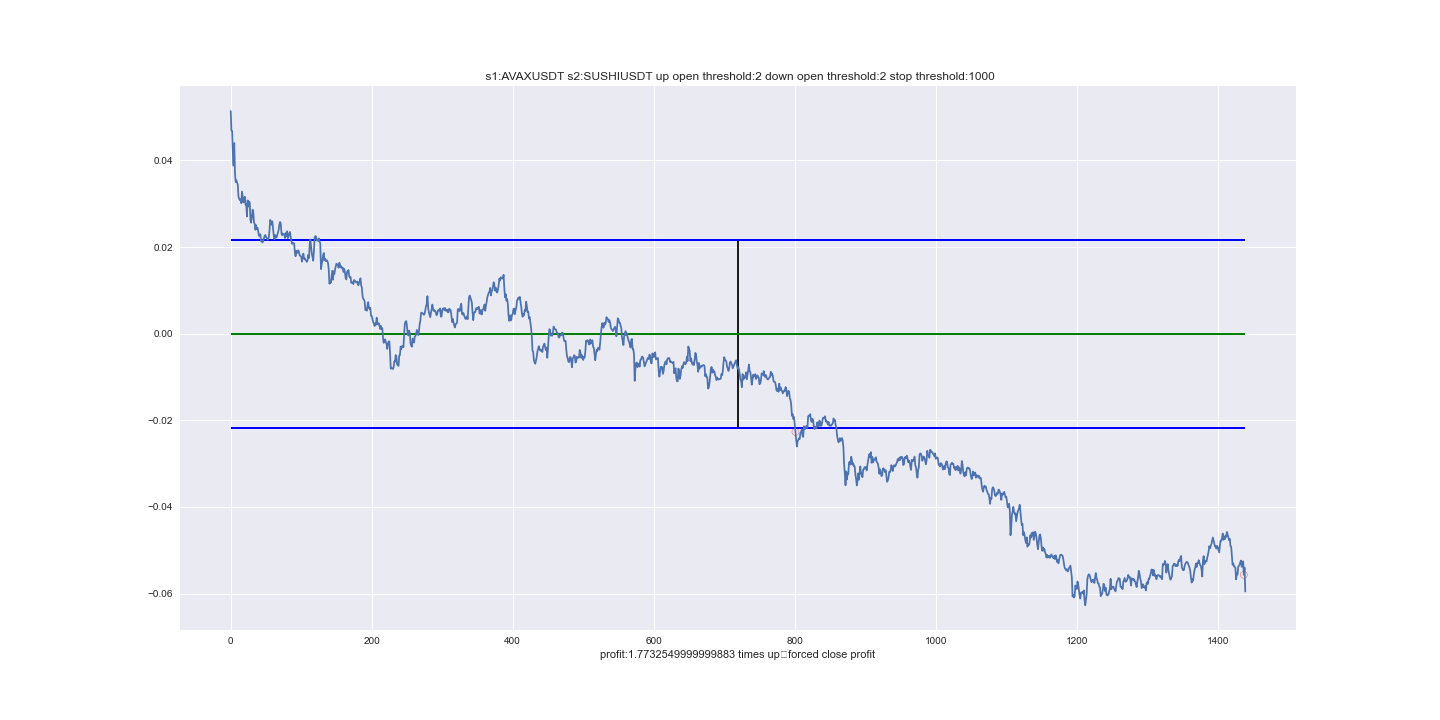 s1:AVAXUSDT s2:SUSHIUSDT up open threshold:2 down open threshold:2 stop threshold:1000
0.04
0.02
0.00
−0.02
−0.04
−0.06
0 200 400 600 800 1000 1200 1400
profit:1.7732549999999883 times up□forced close profit